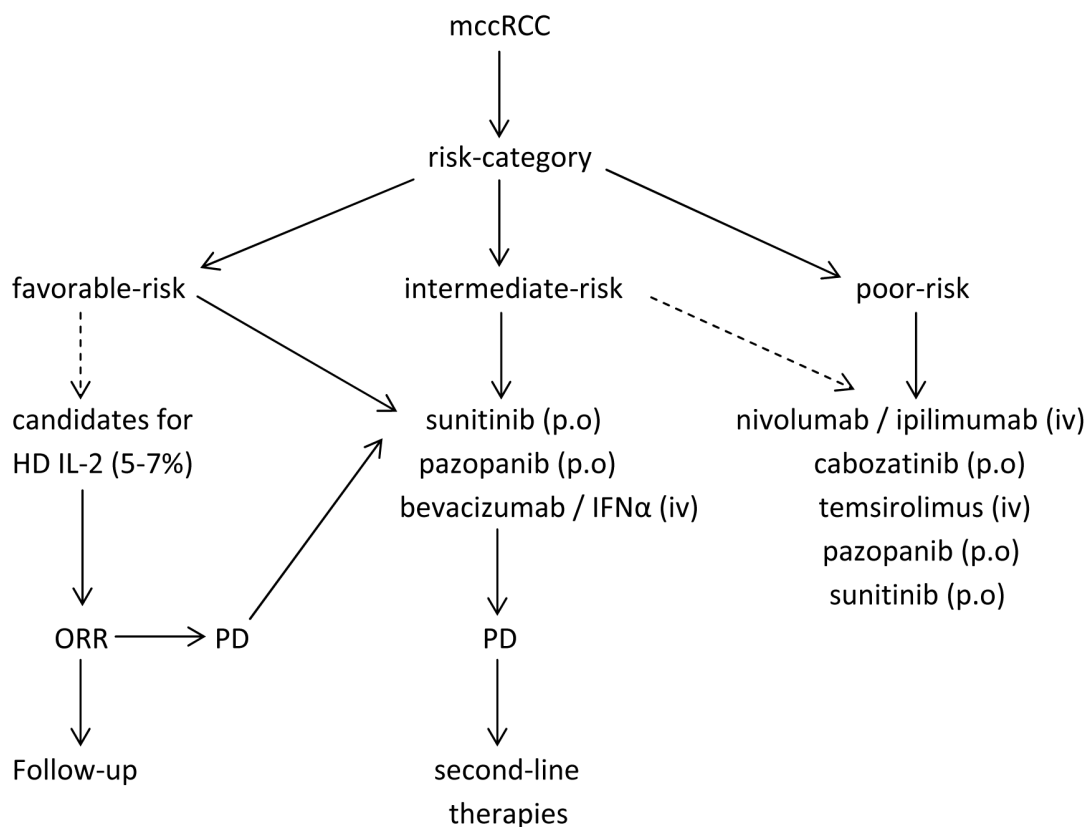 mccRCC
risk-category
favorable-risk
intermediate-risk
poor-risk
candidates for
HD IL-2 (5-7%)
sunitinib (p.o)
pazopanib (p.o)
bevacizumab / IFNα (iv)
nivolumab / ipilimumab (iv)
cabozatinib (p.o)
temsirolimus (iv)
pazopanib (p.o)
sunitinib (p.o)
ORR
PD
PD
Follow-up
second-line
therapies